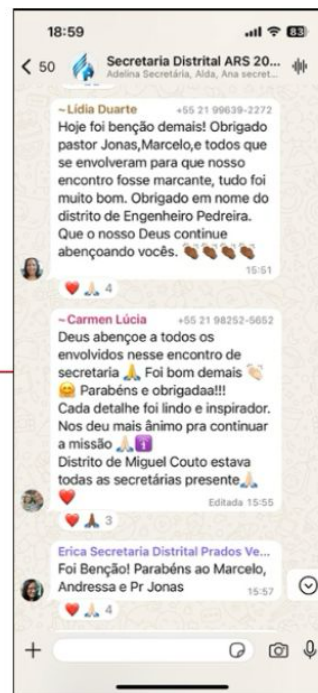 18:59
83
50
Secretaria Distrital ARS 20...
Adelina Secretária, Alda, Ana secret...
~Lídia Duarte +55 21 99639-2272
Hoje foi benção demais! Obrigado
pastor Jonas,Marcelo,e todos que
se envolveram para que nosso
encontro fosse marcante, tudo foi
muito bom. Obrigado em nome do
distrito de Engenheiro Pedreira.
Que o nosso Deus continue
abençoando vocês. 👏🏾👏🏾👏🏾👏🏾
15:51
❤️🙏🏻 4
~Carmen Lúcia +55 21 98252-5652
Deus abençoe a todos os
envolvidos nesse encontro de
secretaria 🙏 Foi bom demais 👏🏻
🤗 Parabéns e obrigadaa!!!
Cada detalhe foi lindo e inspirador.
Nos deu mais ânimo pra continuar
a missão 🙏🏻ℹ️
Distrito de Miguel Couto estava
todas as secretárias presente🙏🏻
❤️ Editada 15:55
❤️🙏🏾 3
Erica Secretaria Distrital Prados Ve...
Foi Benção! Parabéns ao Marcelo,
Andressa e Pr Jonas 15:57
❤️🙏🏻 4